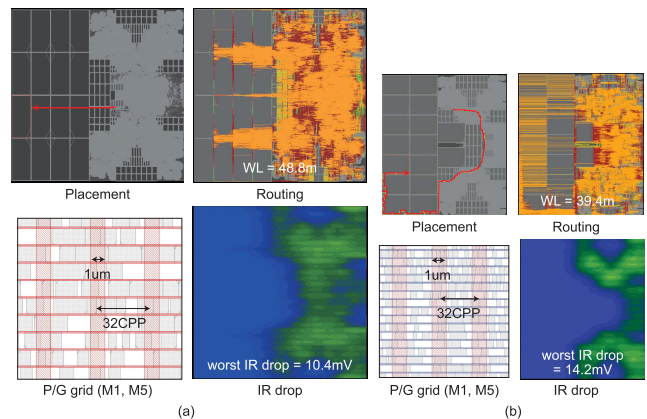 WL = 48.8m
Placement
Routing
1um
32CPP
worst IR drop = 10.4mV
P/G grid (M1, M5)
IR drop
(a)
WL = 39.4m
Placement
Routing
1um
32CPP
worst IR drop
= 14.2mV
P/G grid (M1, M5)
IR drop
(b)